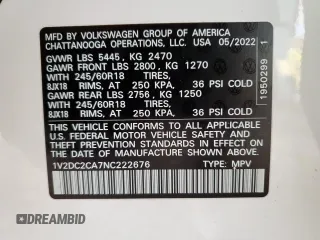 MFD. BY VOLKSWAGEN GROUP OF AMERICA
CHATTANOOGA OPERATIONS, LLC. USA 05/2022
GVWR LBS 5445, KG 2470
GAWR FRONT LBS 2800, KG 1270
WITH 245/60R18 TIRES,
8JX18 RIMS, AT 250 KPA, 36 PSI COLD
GAWR REAR LBS 2756, KG 1250
WITH 245/60R18 TIRES,
8JX18 RIMS, AT 250 KPA, 36 PSI COLD
THIS VEHICLE CONFORMS TO ALL APPLICABLE
U.S. FEDERAL MOTOR VEHICLE SAFETY AND
THEFT PREVENTION STANDARDS IN EFFECT ON
THE DATE OF MANUFACTURE SHOWN ABOVE
1V2DC2CA7NC222676 TYPE: MPV
1950299 1
FREECARBID